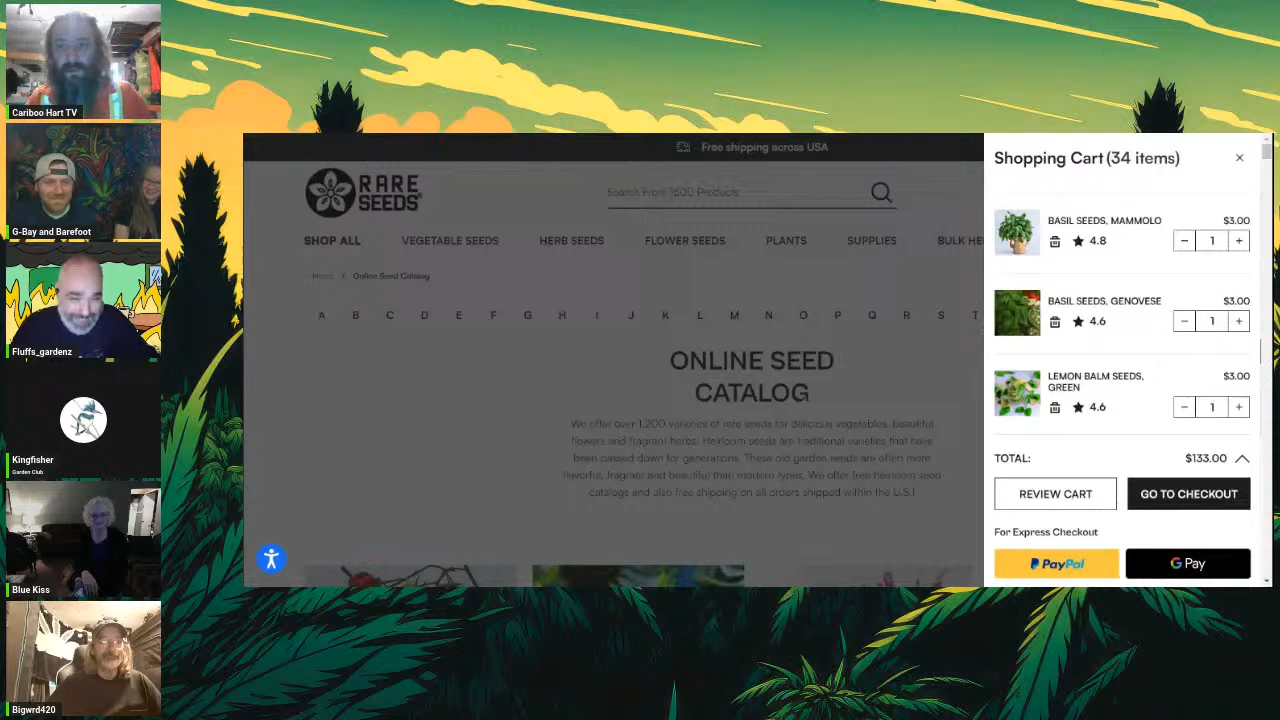 Cariboo Hart TV
G-Bay and Barefoot
Fluffs_gardenz
Kingfisher
Garden Club
Blue Kiss
Bigwrd420
Free shipping across USA
RARE
SEEDS
Search From 1500 Products
SHOP ALL
VEGETABLE SEEDS
HERB SEEDS
FLOWER SEEDS
PLANTS
SUPPLIES
BULK HE
Home / Online Seed Catalog
A B C D E F G H I J K L M N O P Q R S T
ONLINE SEED
CATALOG
We offer over 1,200 varieties of rare seeds for delicious vegetables, beautiful
flowers and fragrant herbs. Heirloom seeds are traditional varieties that have
been passed down for generations. These old garden seeds are often more
flavorful, fragrant and beautiful than modern types. We offer free heirloom seed
catalogs and also free shipping on all orders shipped within the U.S.!
Shopping Cart (34 items)
BASIL SEEDS, MAMMOLO
$3.00
4.8
1
BASIL SEEDS, GENOVESE
$3.00
4.6
1
LEMON BALM SEEDS,
GREEN
$3.00
4.6
1
TOTAL:
$133.00
REVIEW CART
GO TO CHECKOUT
For Express Checkout
PayPal
G Pay